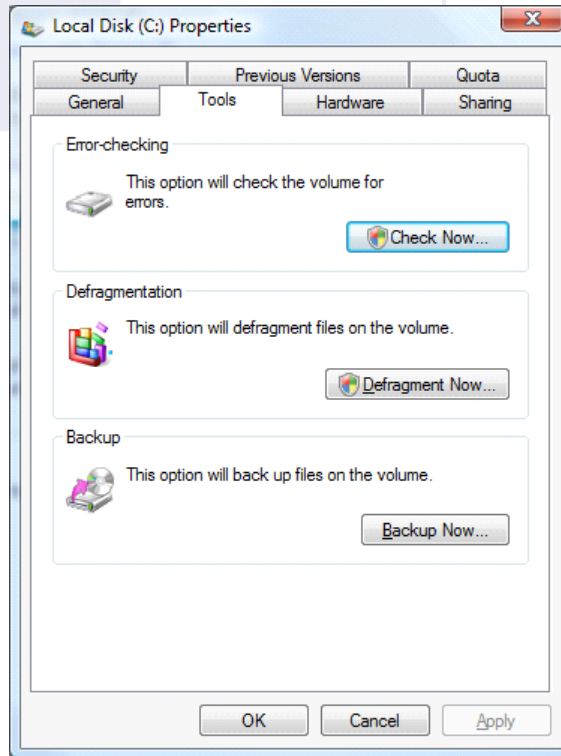 Local Disk (C:) Properties
Security Previous Versions Quota
General Tools Hardware Sharing
Error-checking
This option will check the volume for
errors.
Check Now...
Defragmentation
This option will defragment files on the volume.
Defragment Now...
Backup
This option will back up files on the volume.
Backup Now...
OK Cancel Apply